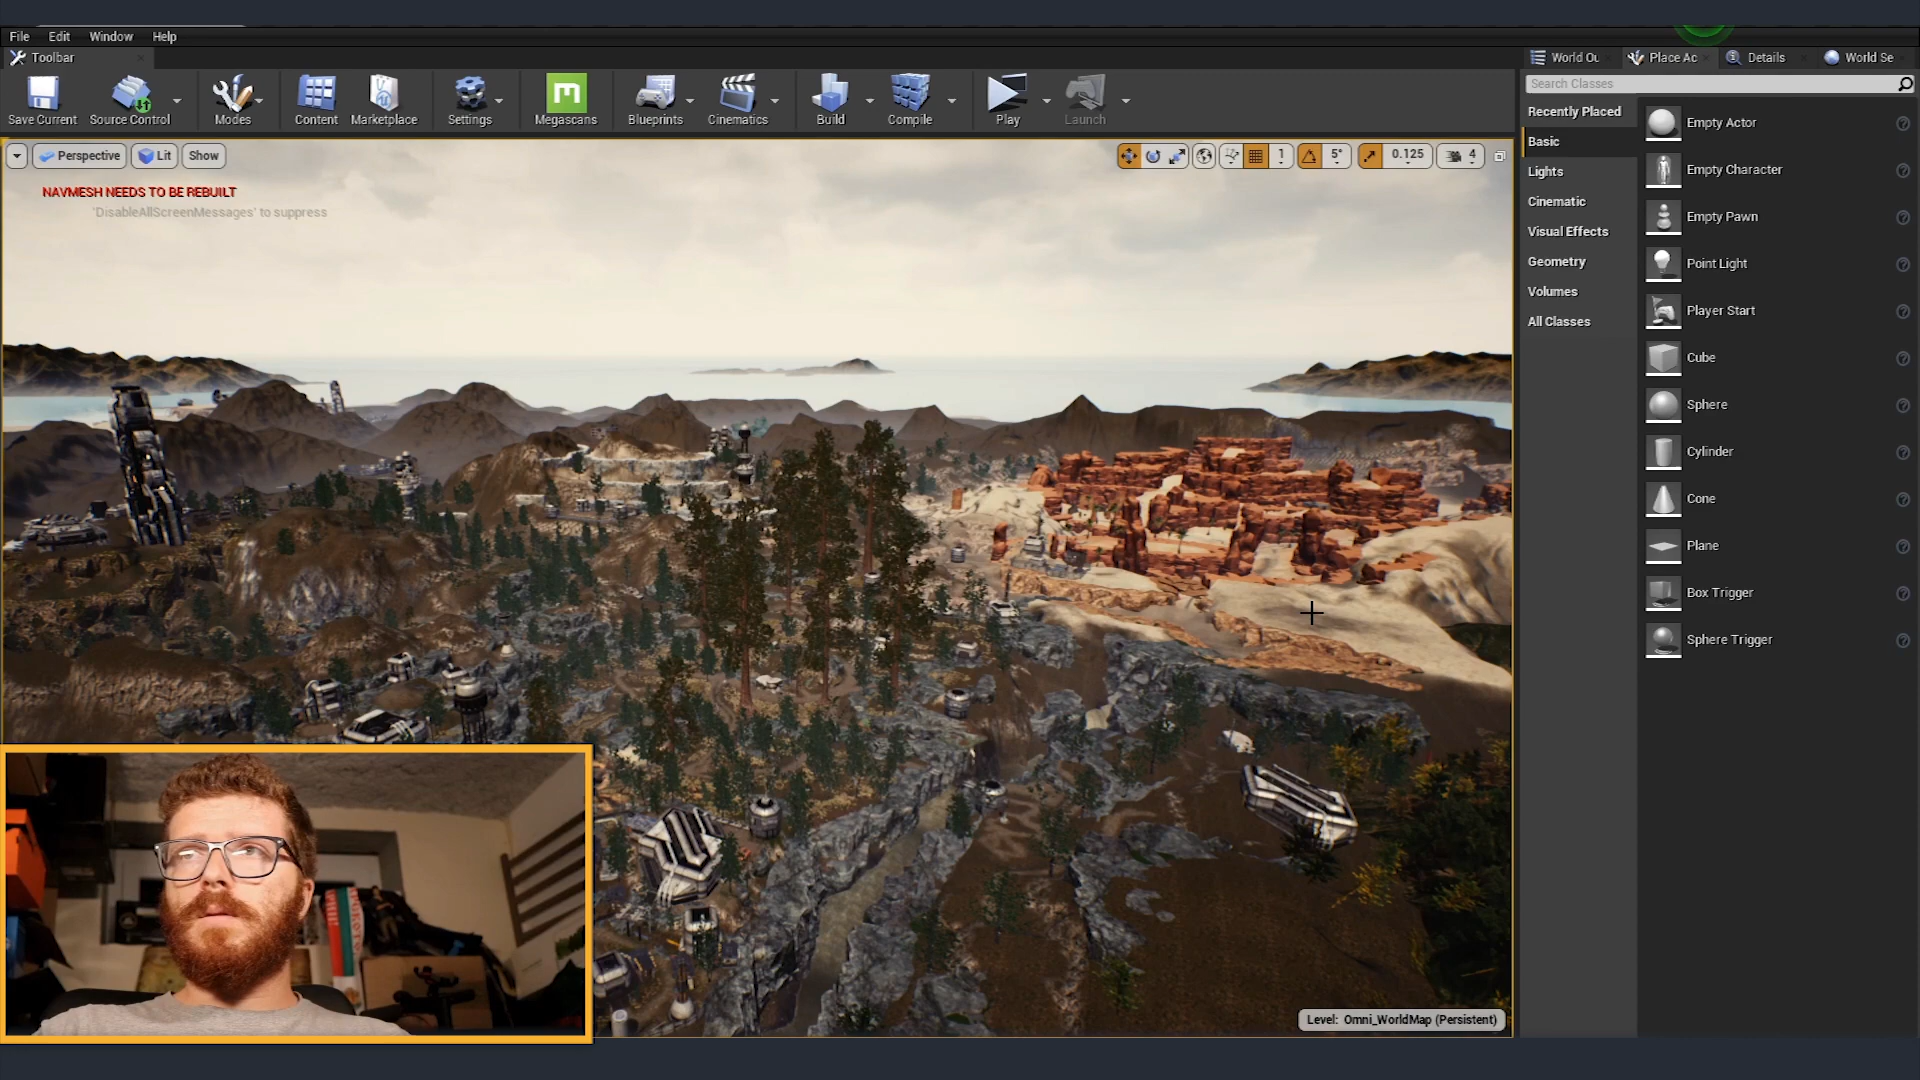 File Edit Window Help
Toolbar
World Ou Place Ac Details World Se
Save Current Source Control Modes Content Marketplace Settings Megascans Blueprints Cinematics Build Compile Play Launch
Search Classes
Perspective Lit Show
1 5° 0.125 4
NAVMESH NEEDS TO BE REBUILT
'DisableAllScreenMessages' to suppress
Recently Placed
Basic
Lights
Cinematic
Visual Effects
Geometry
Volumes
All Classes
Empty Actor
Empty Character
Empty Pawn
Point Light
Player Start
Cube
Sphere
Cylinder
Cone
Plane
Box Trigger
Sphere Trigger
Level: Omni_WorldMap (Persistent)